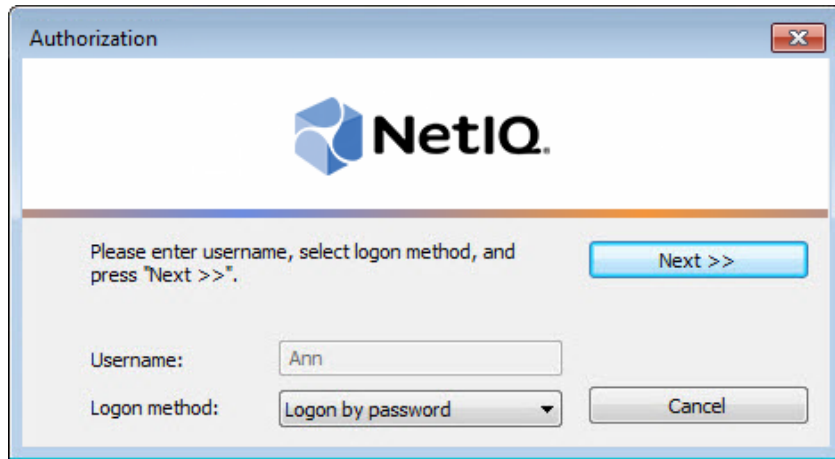 Authorization
NetIQ.
Please enter username, select logon method, and
press "Next >>".
Next >>
Username:
Ann
Logon method:
Logon by password
Cancel